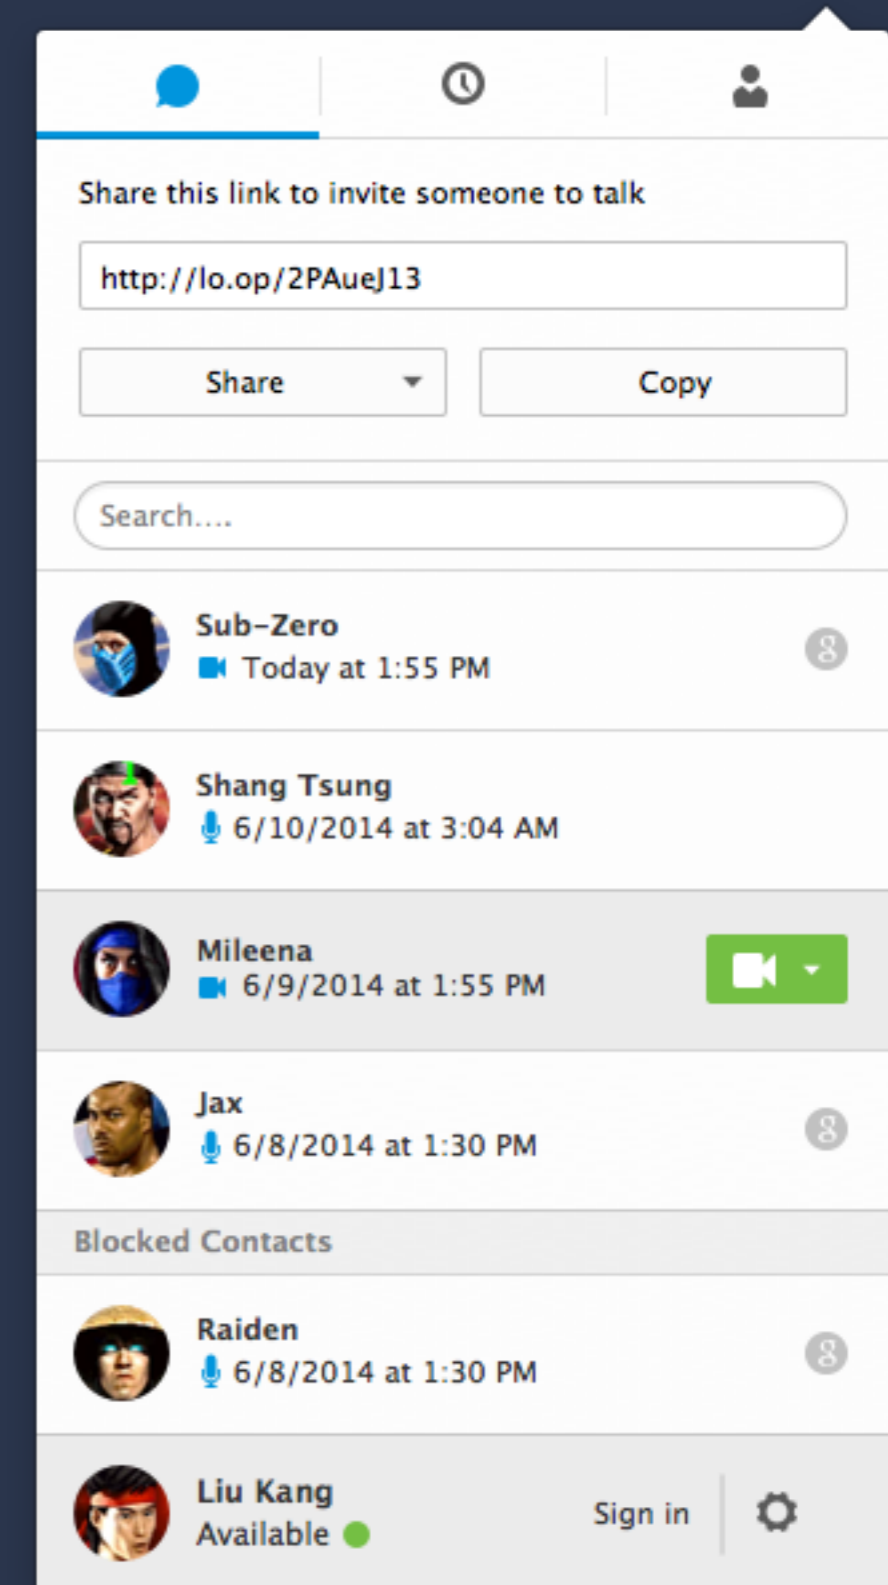 Share this link to invite someone to talk
http://lo.op/2PAueJ13
Share
Copy
Search....
Sub-Zero
Today at 1:55 PM
g
Shang Tsung
6/10/2014 at 3:04 AM
Mileena
6/9/2014 at 1:55 PM
Jax
6/8/2014 at 1:30 PM
g
Blocked Contacts
Raiden
6/8/2014 at 1:30 PM
g
Liu Kang
Available
Sign in